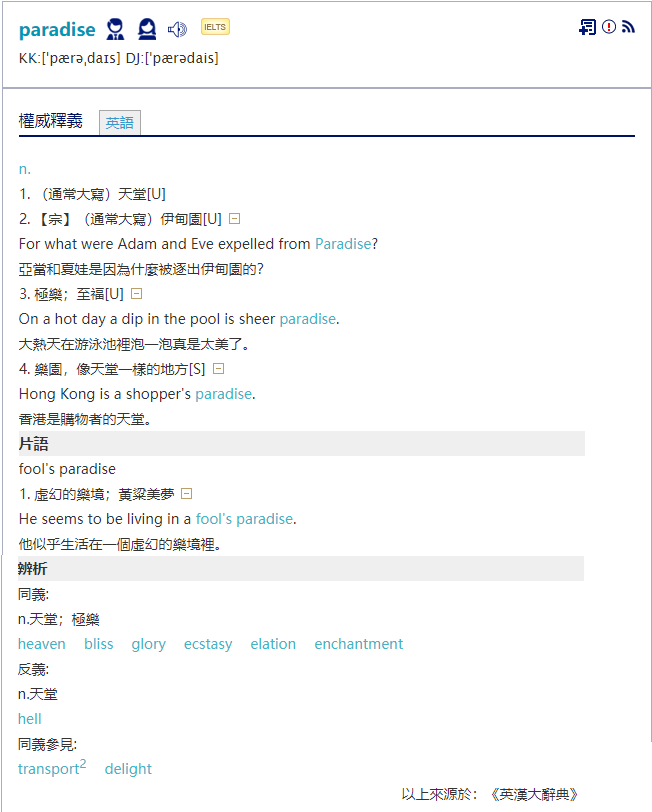 paradise IELTS
KK:[ˈpærəˌdaɪs] DJ:[ˈpærədais]
權威釋義 英語
n.
1. （通常大寫）天堂[U]
2. 【宗】（通常大寫）伊甸園[U]
For what were Adam and Eve expelled from Paradise?
亞當和夏娃是因為什麼被逐出伊甸園的？
3. 極樂；至福[U]
On a hot day a dip in the pool is sheer paradise.
大熱天在游泳池裡泡一泡真是太美了。
4. 樂園，像天堂一樣的地方[S]
Hong Kong is a shopper's paradise.
香港是購物者的天堂。
片語
fool's paradise
1. 虛幻的樂境；黃粱美夢
He seems to be living in a fool's paradise.
他似乎生活在一個虛幻的樂境裡。
辨析
同義:
n.天堂；極樂
heaven bliss glory ecstasy elation enchantment
反義:
n.天堂
hell
同義參見:
transport2 delight
以上來源於：《英漢大辭典》